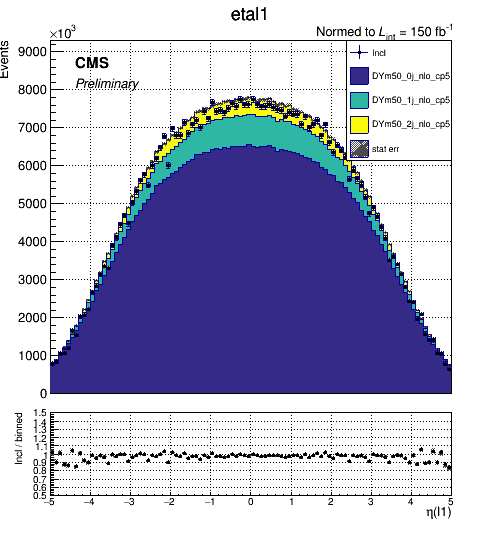 etal1
×10³
Normed to L_int = 150 fb⁻¹
Events
CMS
Preliminary
Incl
DYm50_0j_nlo_cp5
DYm50_1j_nlo_cp5
DYm50_2j_nlo_cp5
stat err
9000
8000
7000
6000
5000
4000
3000
2000
1000
0
Incl / binned
1.5
1.4
1.3
1.2
1.1
1
0.9
0.8
0.7
0.6
0.5
−5 −4 −3 −2 −1 0 1 2 3 4 5
η(l1)